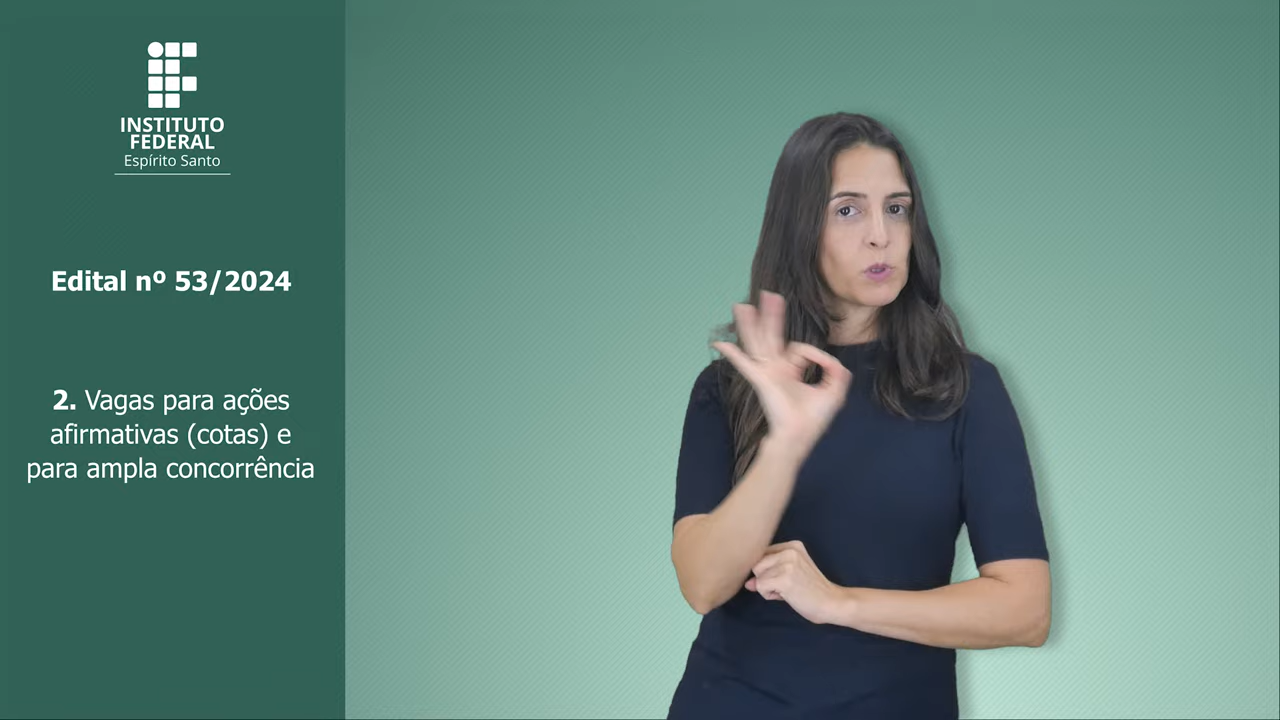 INSTITUTO
FEDERAL
Espírito Santo
Edital nº 53/2024
2. Vagas para ações
afirmativas (cotas) e
para ampla concorrência